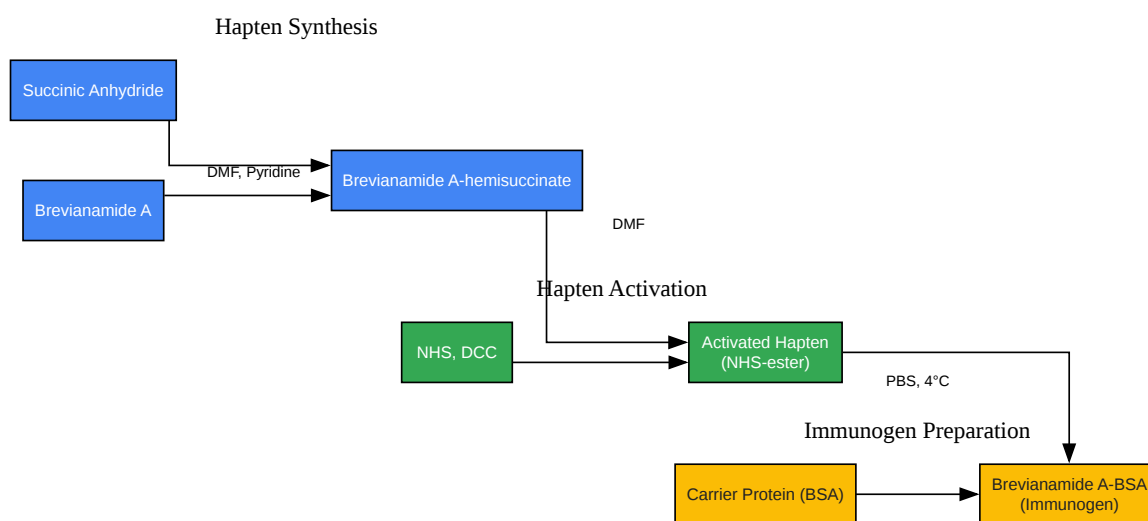 Hapten Synthesis
Succinic Anhydride
DMF, Pyridine
Brevianamide A-hemisuccinate
Brevianamide A
DMF
Hapten Activation
NHS, DCC
Activated Hapten
(NHS-ester)
PBS, 4°C
Immunogen Preparation
Carrier Protein (BSA)
Brevianamide A-BSA
(Immunogen)